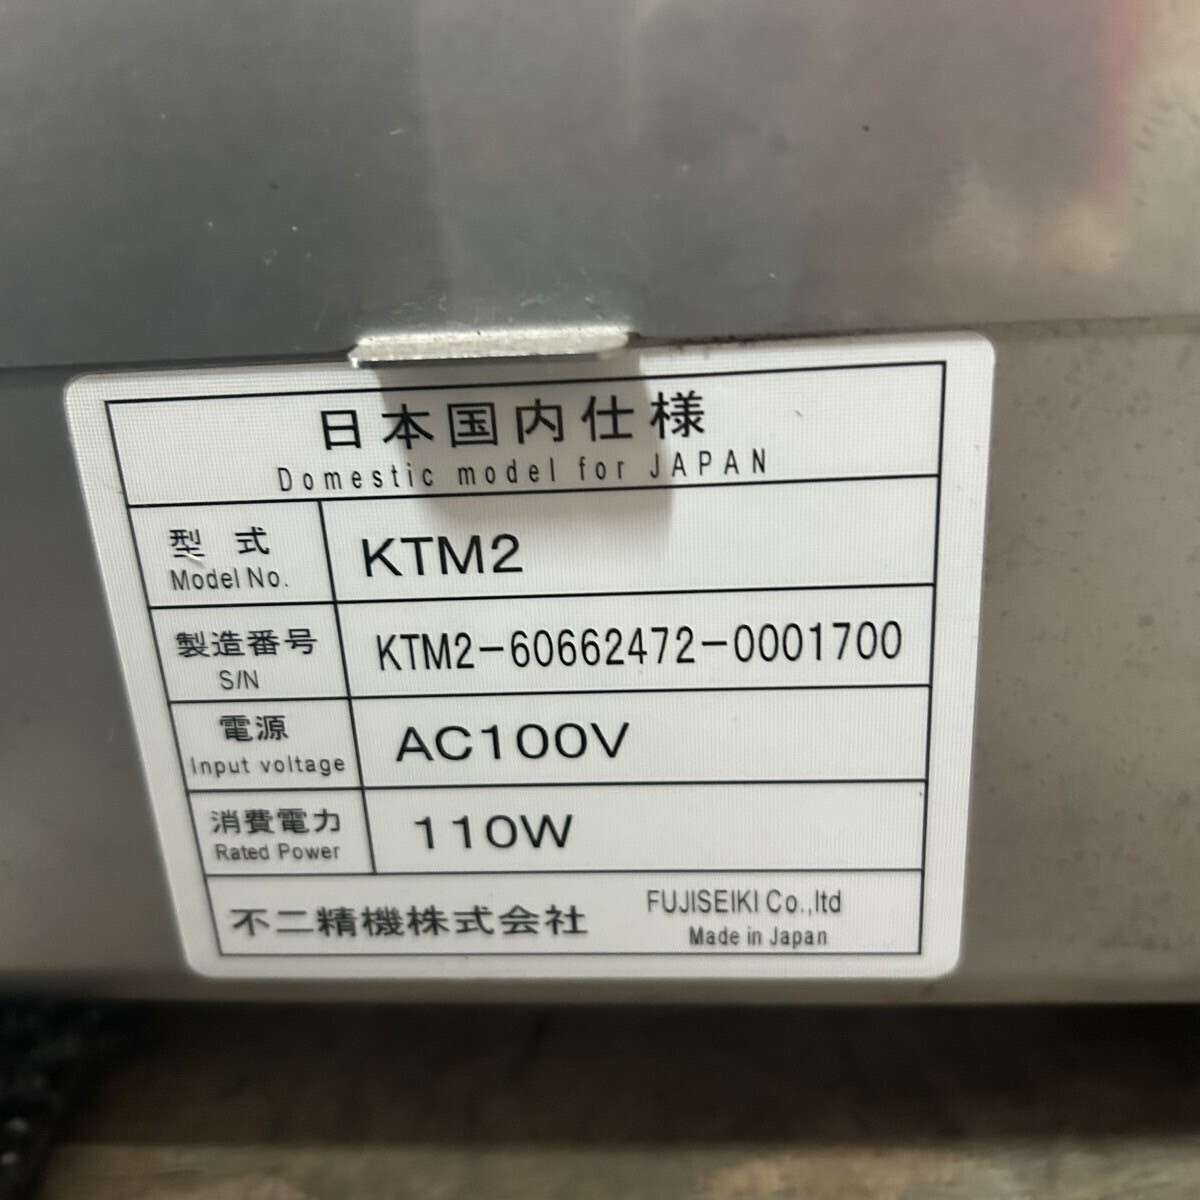 日本国内仕様
Domestic model for JAPAN
型 式
Model No.
KTM2
製造番号
S/N
KTM2-60662472-0001700
電源
Input voltage
AC100V
消費電力
Rated Power
110W
不二精機株式会社
FUJISEIKI Co.,ltd
Made in Japan